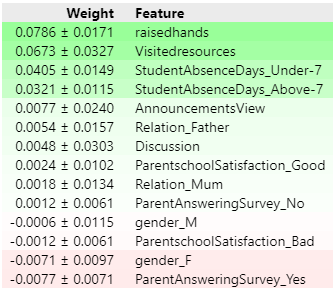 Weight Feature
0.0786 ± 0.0171 raisedhands
0.0673 ± 0.0327 Visitedresources
0.0405 ± 0.0149 StudentAbsenceDays_Under-7
0.0321 ± 0.0115 StudentAbsenceDays_Above-7
0.0077 ± 0.0240 AnnouncementsView
0.0054 ± 0.0157 Relation_Father
0.0048 ± 0.0303 Discussion
0.0024 ± 0.0102 ParentschoolSatisfaction_Good
0.0018 ± 0.0134 Relation_Mum
0.0012 ± 0.0061 ParentAnsweringSurvey_No
-0.0006 ± 0.0115 gender_M
-0.0012 ± 0.0061 ParentschoolSatisfaction_Bad
-0.0071 ± 0.0097 gender_F
-0.0077 ± 0.0071 ParentAnsweringSurvey_Yes